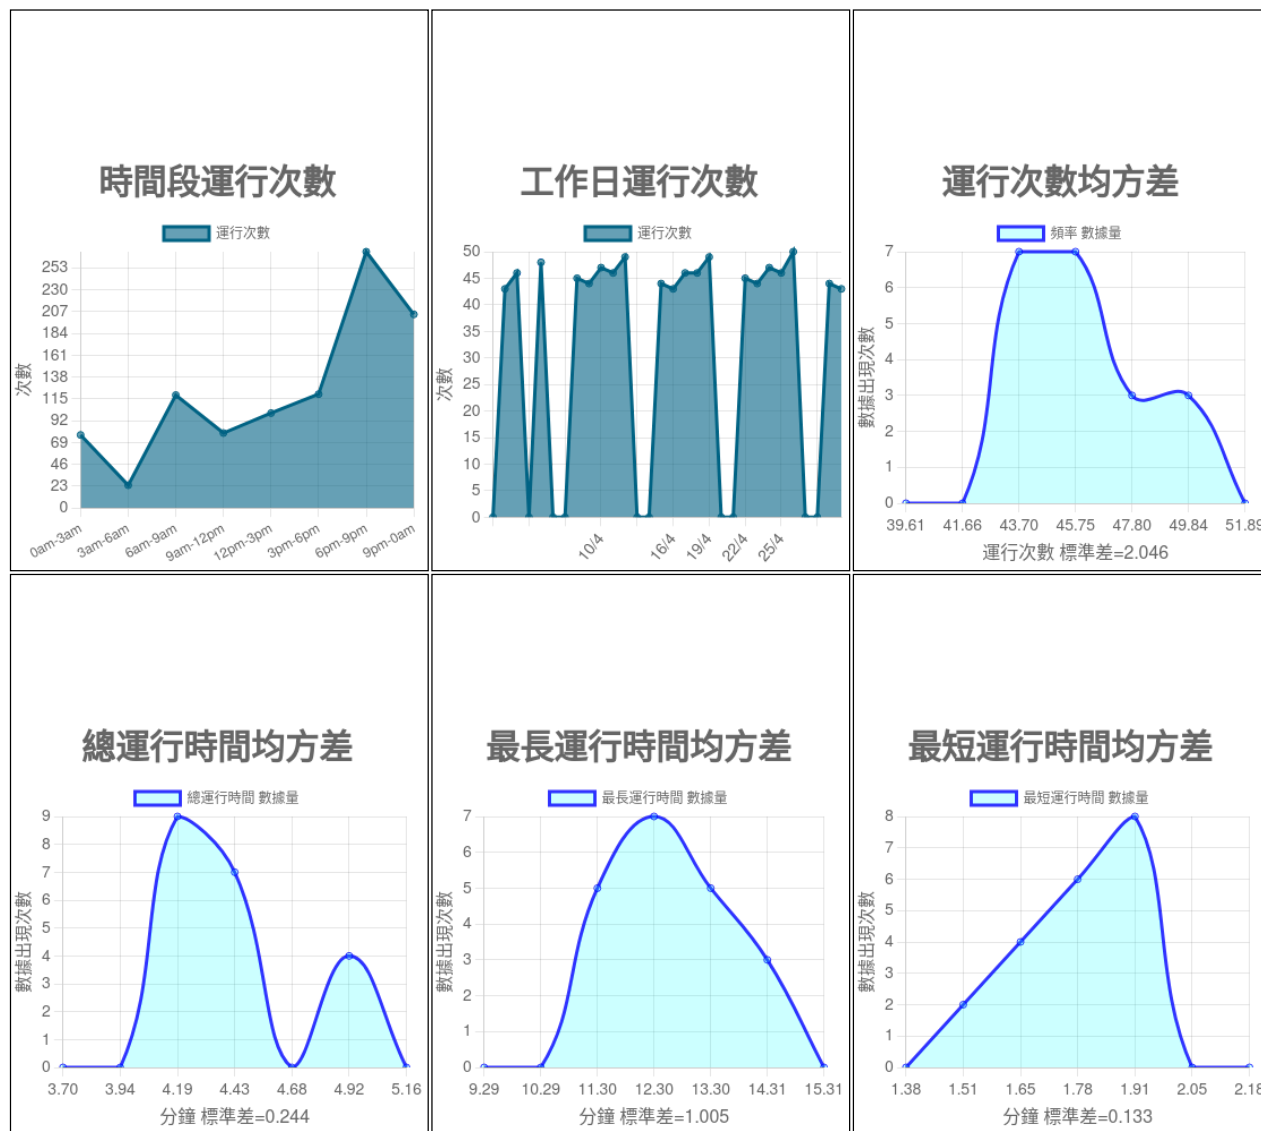 時間段運行次數
運行次數
次數
253
230
207
184
161
138
115
92
69
46
23
0
0am-3am
3am-6am
6am-9am
9am-12pm
12pm-3pm
3pm-6pm
6pm-9pm
9pm-0am
工作日運行次數
運行次數
次數
50
45
40
35
30
25
20
15
10
5
0
10/4
16/4
19/4
22/4
25/4
運行次數均方差
頻率 數據量
數據出現次數
7
6
5
4
3
2
1
0
39.61 41.66 43.70 45.75 47.80 49.84 51.89
運行次數 標準差=2.046
總運行時間均方差
總運行時間 數據量
數據出現次數
9
8
7
6
5
4
3
2
1
0
3.70 3.94 4.19 4.43 4.68 4.92 5.16
分鐘 標準差=0.244
最長運行時間均方差
最長運行時間 數據量
數據出現次數
7
6
5
4
3
2
1
0
9.29 10.29 11.30 12.30 13.30 14.31 15.31
分鐘 標準差=1.005
最短運行時間均方差
最短運行時間 數據量
數據出現次數
8
7
6
5
4
3
2
1
0
1.38 1.51 1.65 1.78 1.91 2.05 2.18
分鐘 標準差=0.133